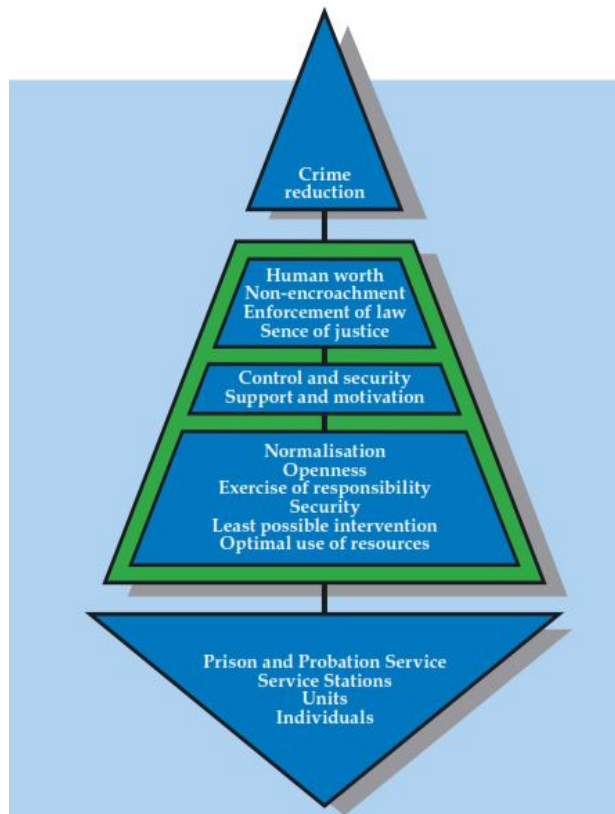 Crime
reduction
Human worth
Non-encroachment
Enforcement of law
Sence of justice
Control and security
Support and motivation
Normalisation
Openness
Exercise of responsibility
Security
Least possible intervention
Optimal use of resources
Prison and Probation Service
Service Stations
Units
Individuals